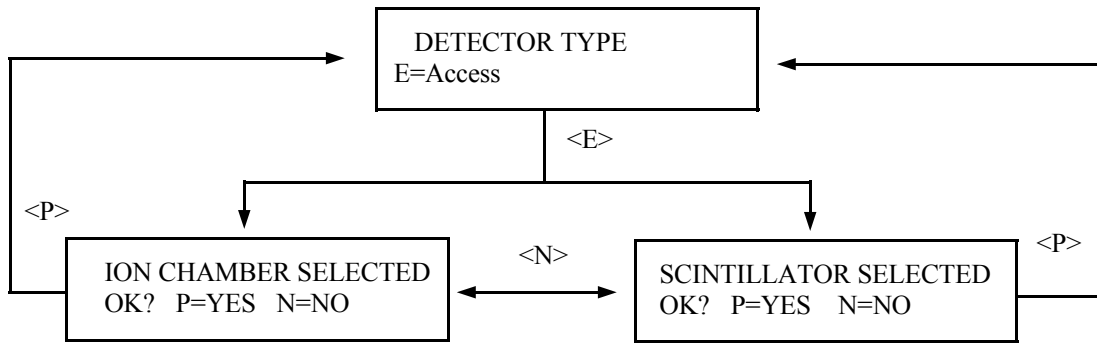 DETECTOR TYPE
E=Access
<E>
<P>
ION CHAMBER SELECTED
OK? P=YES N=NO
<N>
SCINTILLATOR SELECTED
OK? P=YES N=NO
<P>